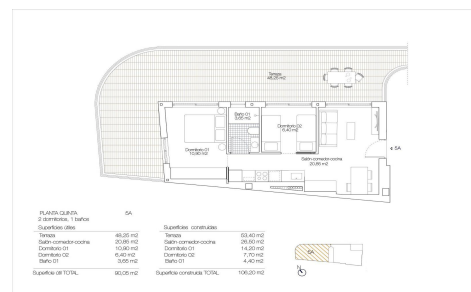 Terraza
48,25 m2
Baño 01
3,65 m2
Dormitorio 02
6,40 m2
Dormitorio 01
10,90 m2
Salón-comedor-cocina
20,85 m2
5A
PLANTA QUINTA 5A
2 dormitorios, 1 baños
Superficies útiles Superficies construidas
Terraza 48,25 m2 Terraza 53,40 m2
Salón-comedor-cocina 20,85 m2 Salón-comedor-cocina 26,50 m2
Dormitorio 01 10,90 m2 Dormitorio 01 14,20 m2
Dormitorio 02 6,40 m2 Dormitorio 02 7,70 m2
Baño 01 3,65 m2 Baño 01 4,40 m2
Superficie útil TOTAL 90,05 m2 Superficie construida TOTAL 106,20 m2
5A
N